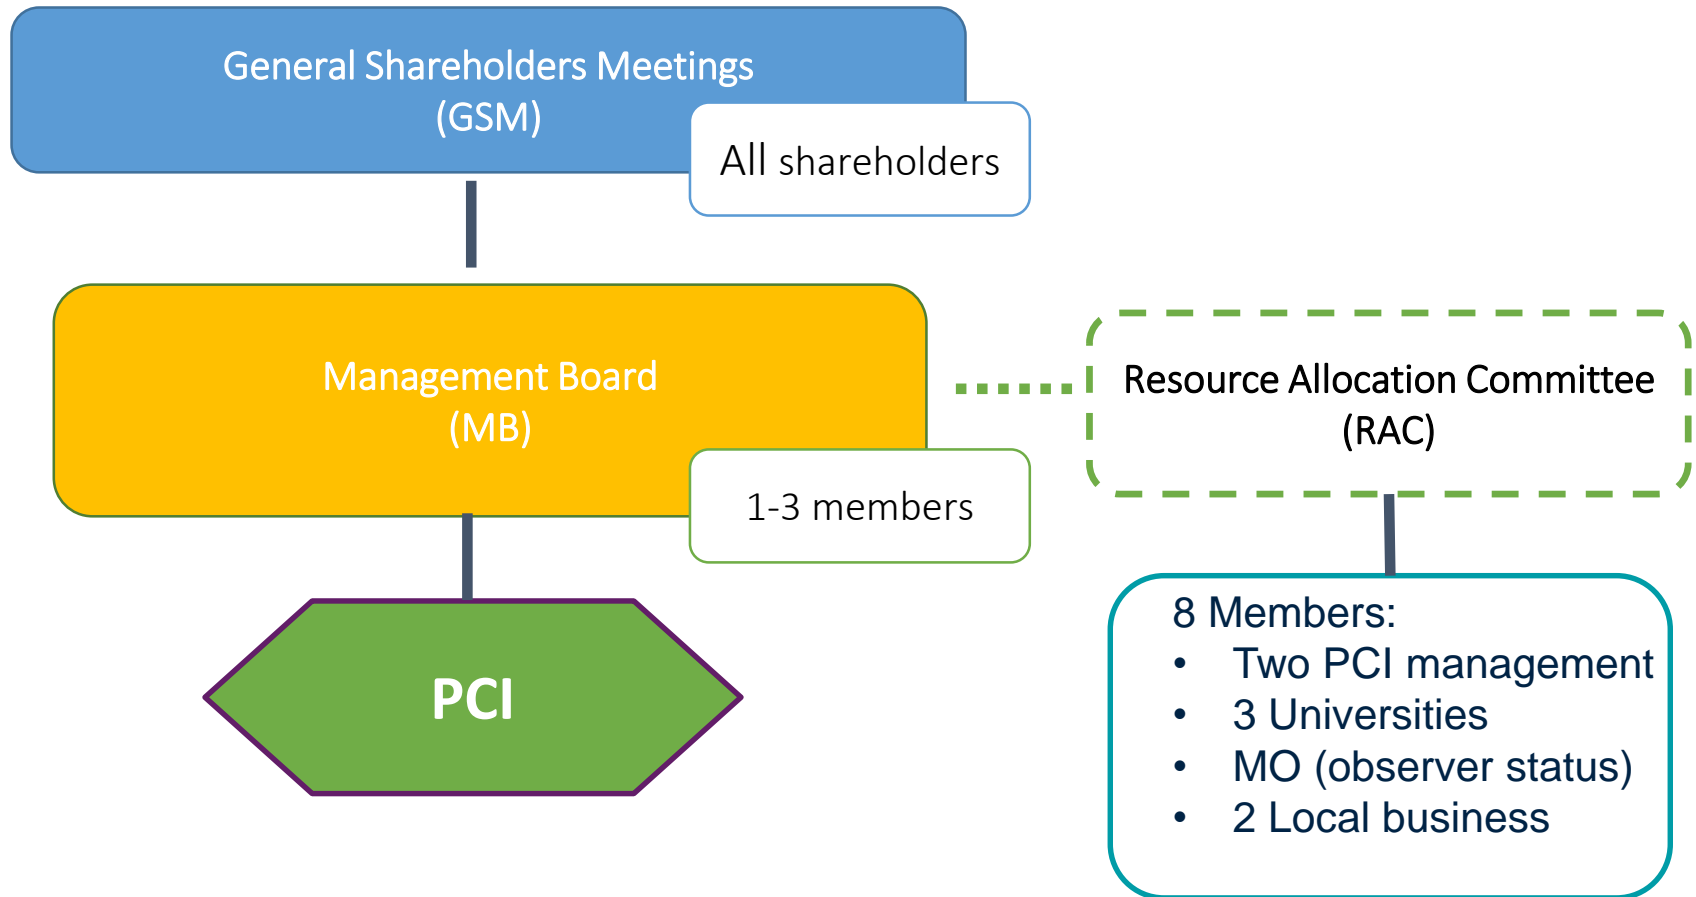 General Shareholders Meetings
(GSM)
All shareholders
Management Board
(MB)
1-3 members
Resource Allocation Committee
(RAC)
PCI
8 Members:
• Two PCI management
• 3 Universities
• MO (observer status)
• 2 Local business